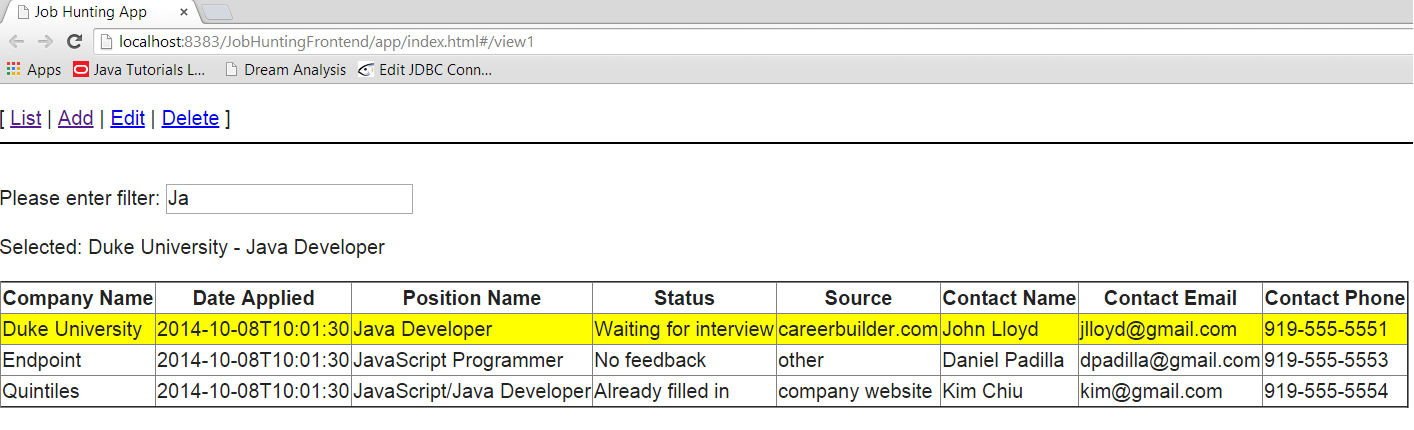 Job Hunting App
localhost:8383/JobHuntingFrontend/app/index.html#/view1
Apps Java Tutorials L... Dream Analysis Edit JDBC Conn...
[ List | Add | Edit | Delete ]
Please enter filter: Ja
Selected: Duke University - Java Developer
Company Name Date Applied Position Name Status Source Contact Name Contact Email Contact Phone
Duke University 2014-10-08T10:01:30 Java Developer Waiting for interview careerbuilder.com John Lloyd jlloyd@gmail.com 919-555-5551
Endpoint 2014-10-08T10:01:30 JavaScript Programmer No feedback other Daniel Padilla dpadilla@gmail.com 919-555-5553
Quintiles 2014-10-08T10:01:30 JavaScript/Java Developer Already filled in company website Kim Chiu kim@gmail.com 919-555-5554